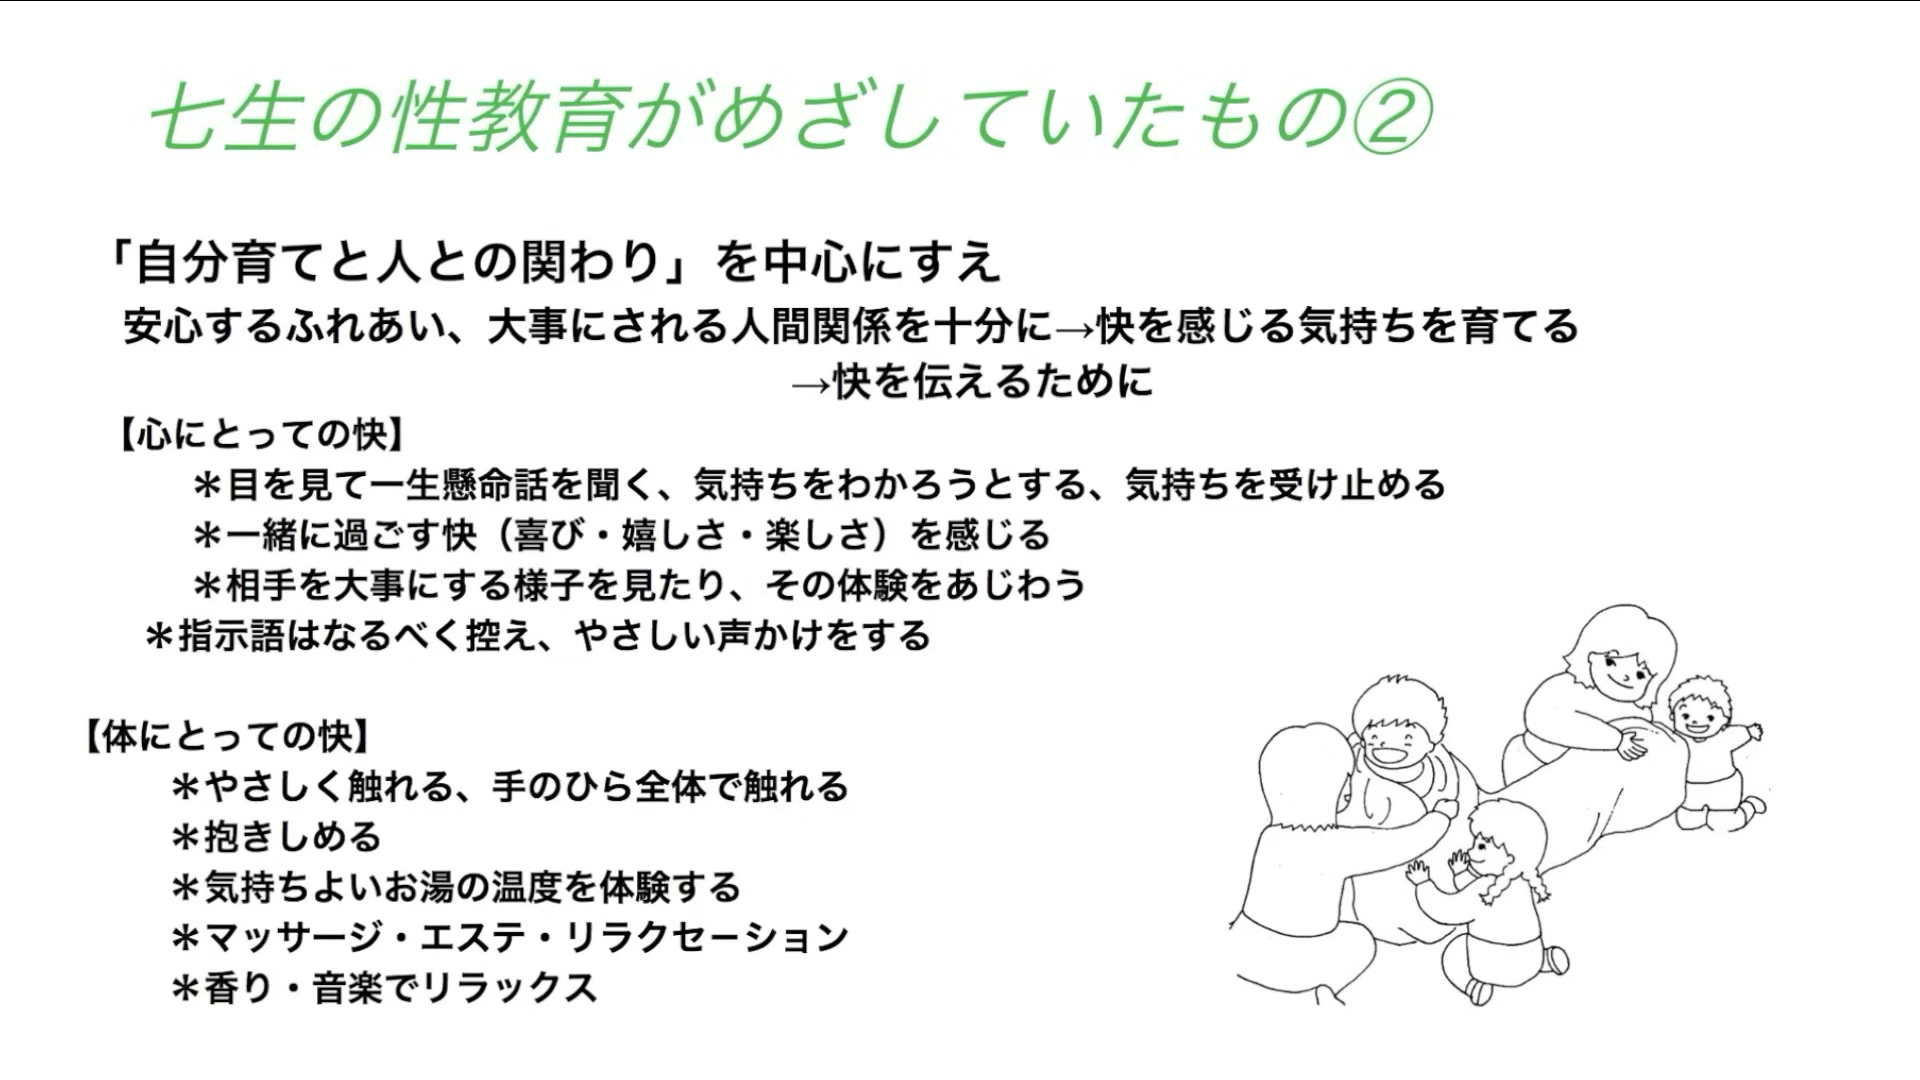 七生の性教育がめざしていたもの②
「自分育てと人との関わり」を中心にすえ
安心するふれあい、大事にされる人間関係を十分に→快を感じる気持ちを育てる
→快を伝えるために
【心にとっての快】
＊目を見て一生懸命話を聞く、気持ちをわかろうとする、気持ちを受け止める
＊一緒に過ごす快（喜び・嬉しさ・楽しさ）を感じる
＊相手を大事にする様子を見たり、その体験をあじわう
＊指示語はなるべく控え、やさしい声かけをする
【体にとっての快】
＊やさしく触れる、手のひら全体で触れる
＊抱きしめる
＊気持ちよいお湯の温度を体験する
＊マッサージ・エステ・リラクセーション
＊香り・音楽でリラックス